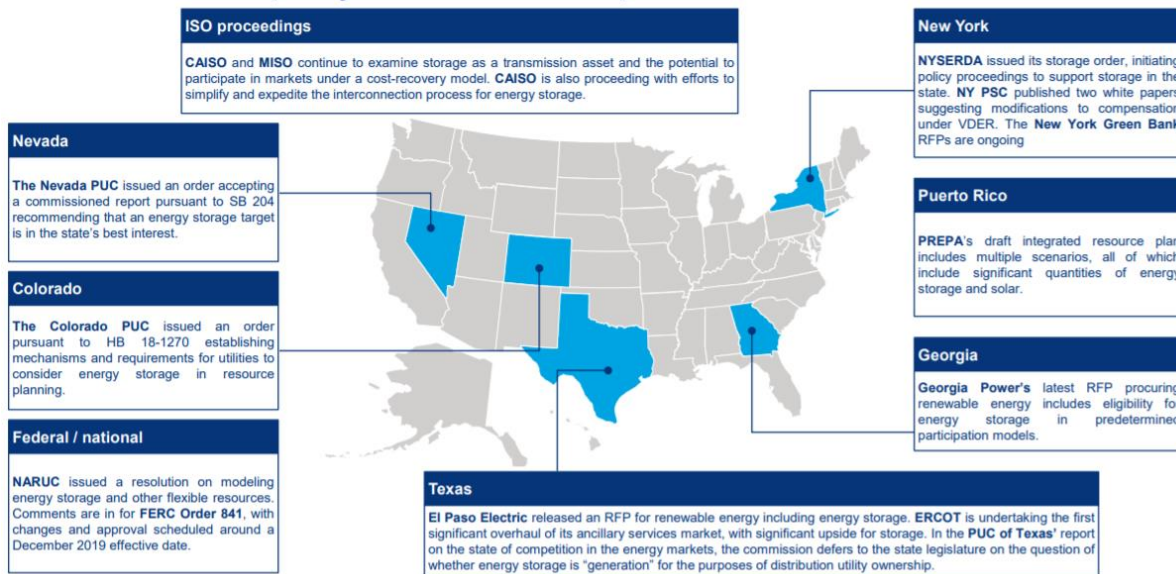 ISO proceedings
CAISO and MISO continue to examine storage as a transmission asset and the potential to
participate in markets under a cost-recovery model. CAISO is also proceeding with efforts to
simplify and expedite the interconnection process for energy storage.
New York
NYSERDA issued its storage order, initiating
policy proceedings to support storage in the
state. NY PSC published two white papers
suggesting modifications to compensation
under VDER. The New York Green Bank
RFPs are ongoing
Nevada
The Nevada PUC issued an order accepting
a commissioned report pursuant to SB 204
recommending that an energy storage target
is in the state's best interest.
Puerto Rico
PREPA's draft integrated resource plan
includes multiple scenarios, all of which
include significant quantities of energy
storage and solar.
Colorado
The Colorado PUC issued an order
pursuant to HB 18-1270 establishing
mechanisms and requirements for utilities to
consider energy storage in resource
planning.
Georgia
Georgia Power's latest RFP procuring
renewable energy includes eligibility for
energy storage in predetermined
participation models.
Federal / national
NARUC issued a resolution on modeling
energy storage and other flexible resources.
Comments are in for FERC Order 841, with
changes and approval scheduled around a
December 2019 effective date.
Texas
El Paso Electric released an RFP for renewable energy including energy storage. ERCOT is undertaking the first
significant overhaul of its ancillary services market, with significant upside for storage. In the PUC of Texas' report
on the state of competition in the energy markets, the commission defers to the state legislature on the question of
whether energy storage is "generation" for the purposes of distribution utility ownership.